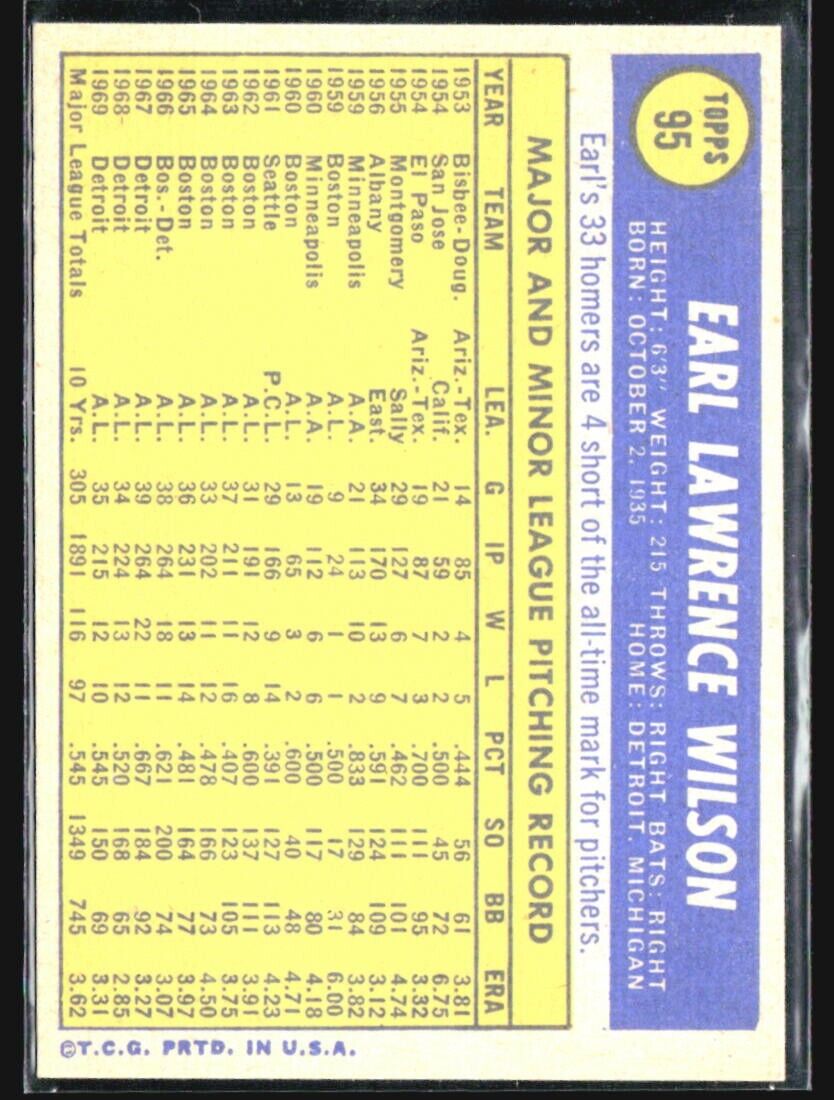 TOPPS
95
EARL LAWRENCE WILSON
HEIGHT: 6'3" WEIGHT: 215 THROWS: RIGHT BATS: RIGHT
BORN: OCTOBER 2, 1935 HOME: DETROIT, MICHIGAN
Earl's 33 homers are 4 short of the all-time mark for pitchers.
MAJOR AND MINOR LEAGUE PITCHING RECORD
YEAR TEAM LEA. G IP W L PCT SO BB ERA
1953 Bisbee-Doug. Ariz.-Tex. 14 85 4 5 .444 56 61 3.81
1954 San Jose Calif. 21 59 2 2 .500 45 72 6.75
1954 El Paso Ariz.-Tex. 19 87 7 3 .700 111 95 3.32
1955 Montgomery Sally 29 127 6 7 .462 111 101 4.74
1956 Albany East. 34 170 13 9 .591 124 109 3.12
1959 Minneapolis A.A. 21 113 10 2 .833 129 84 3.82
1959 Boston A.L. 9 24 1 1 .500 17 31 6.00
1960 Minneapolis A.A. 19 112 6 6 .500 117 80 4.18
1960 Boston A.L. 13 65 3 2 .600 40 48 4.71
1961 Seattle P.C.L. 29 166 9 14 .391 127 113 4.23
1962 Boston A.L. 31 191 12 8 .600 137 111 3.91
1963 Boston A.L. 37 211 11 16 .407 123 105 3.75
1964 Boston A.L. 33 202 11 12 .478 166 73 4.50
1965 Boston A.L. 36 231 13 14 .481 164 77 3.97
1966 Bos.-Det. A.L. 38 264 18 11 .621 200 74 3.07
1967 Detroit A.L. 39 264 22 11 .667 184 92 3.27
1968 Detroit A.L. 34 224 13 12 .520 168 65 2.85
1969 Detroit A.L. 35 215 12 10 .545 150 69 3.31
Major League Totals 10 Yrs. 305 1891 116 97 .545 1349 745 3.62
©T.C.G. PRTD. IN U.S.A.